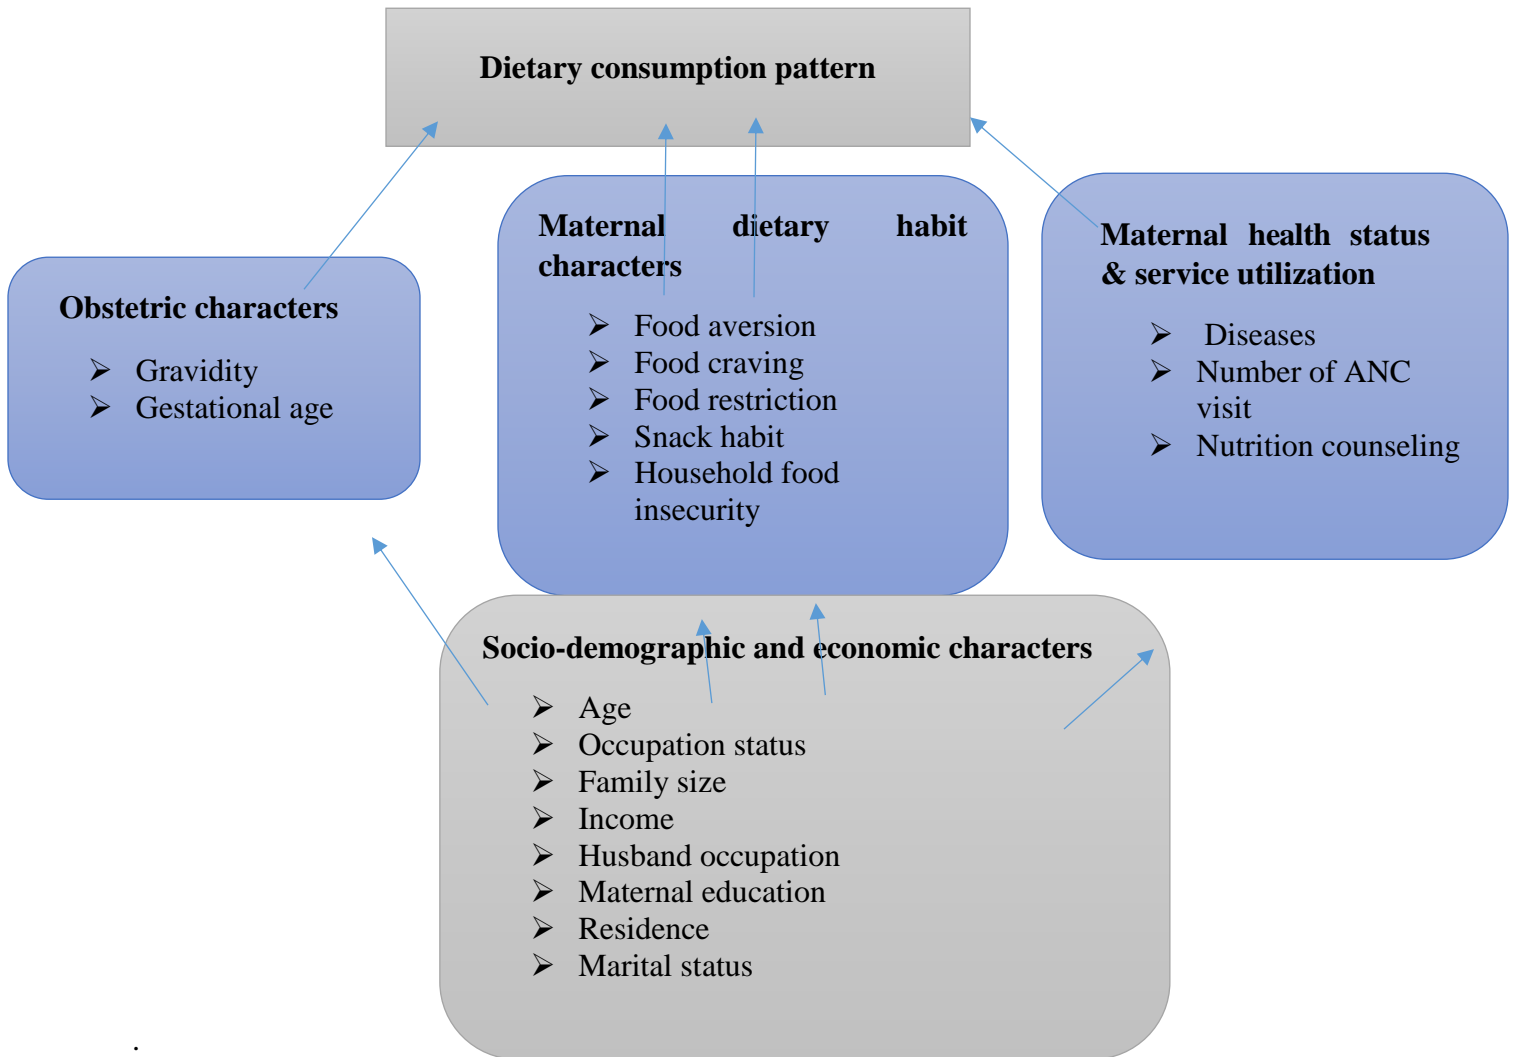 Dietary consumption pattern
Obstetric characters
➢ Gravidity
➢ Gestational age
Maternal dietary habit
characters
➢ Food aversion
➢ Food craving
➢ Food restriction
➢ Snack habit
➢ Household food
insecurity
Maternal health status
& service utilization
➢ Diseases
➢ Number of ANC
visit
➢ Nutrition counseling
Socio-demographic and economic characters
➢ Age
➢ Occupation status
➢ Family size
➢ Income
➢ Husband occupation
➢ Maternal education
➢ Residence
➢ Marital status
.